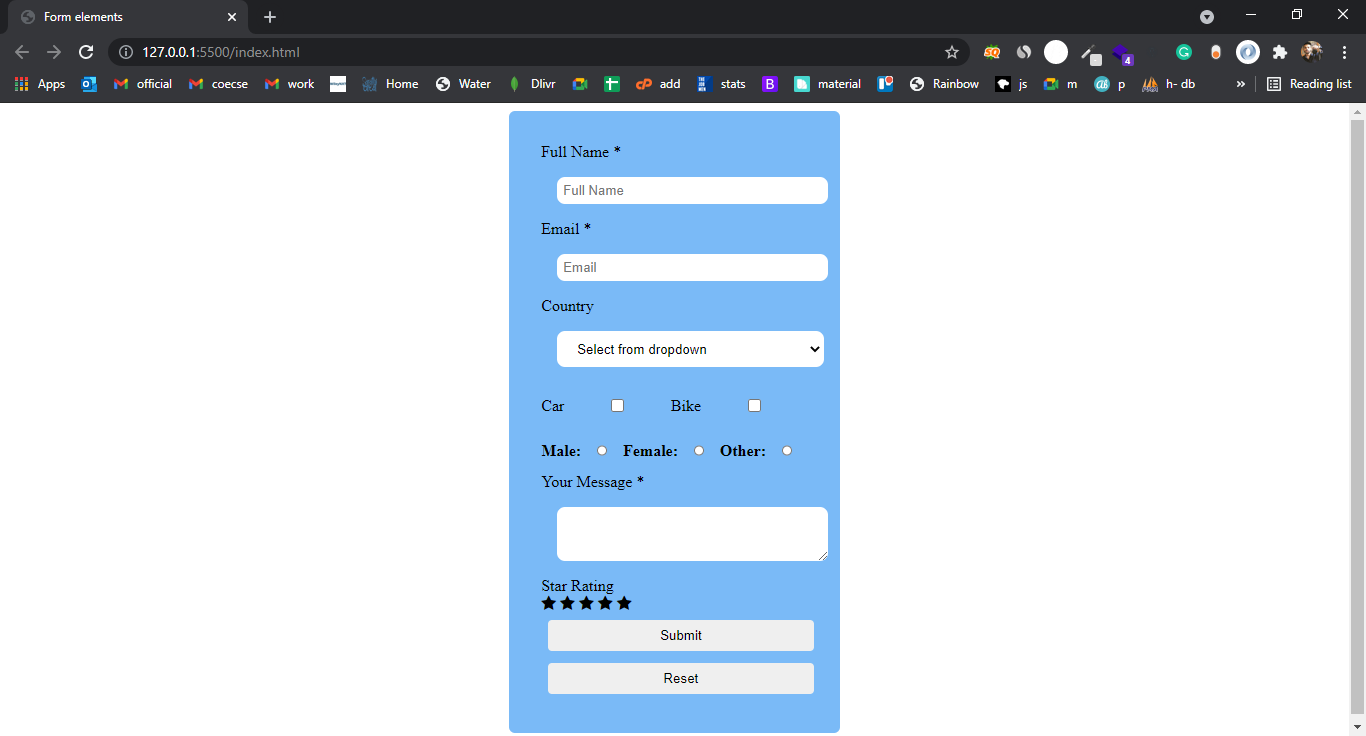 Form elements
127.0.0.1:5500/index.html
4
Apps official coecse work Home Water Dlivr add stats B material Rainbow js m p h- db » Reading list
Full Name *
Full Name
Email *
Email
Country
Select from dropdown
Car Bike
Male: Female: Other:
Your Message *
Star Rating
Submit
Reset